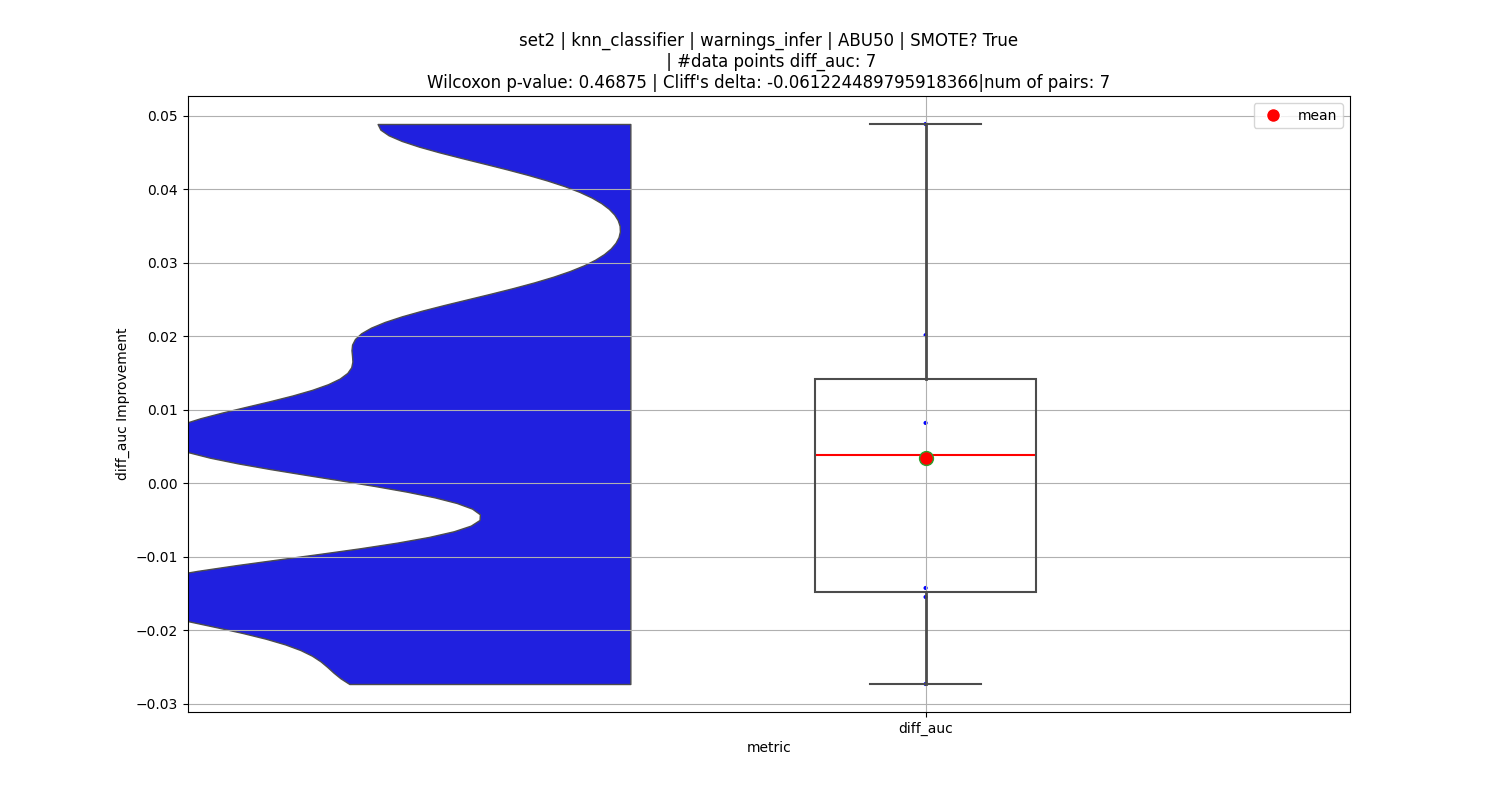 set2 | knn_classifier | warnings_infer | ABU50 | SMOTE? True
| #data points diff_auc: 7
Wilcoxon p-value: 0.46875 | Cliff's delta: -0.061224489795918366|num of pairs: 7
mean
0.05
0.04
0.03
0.02
0.01
0.00
−0.01
−0.02
−0.03
diff_auc Improvement
diff_auc
metric